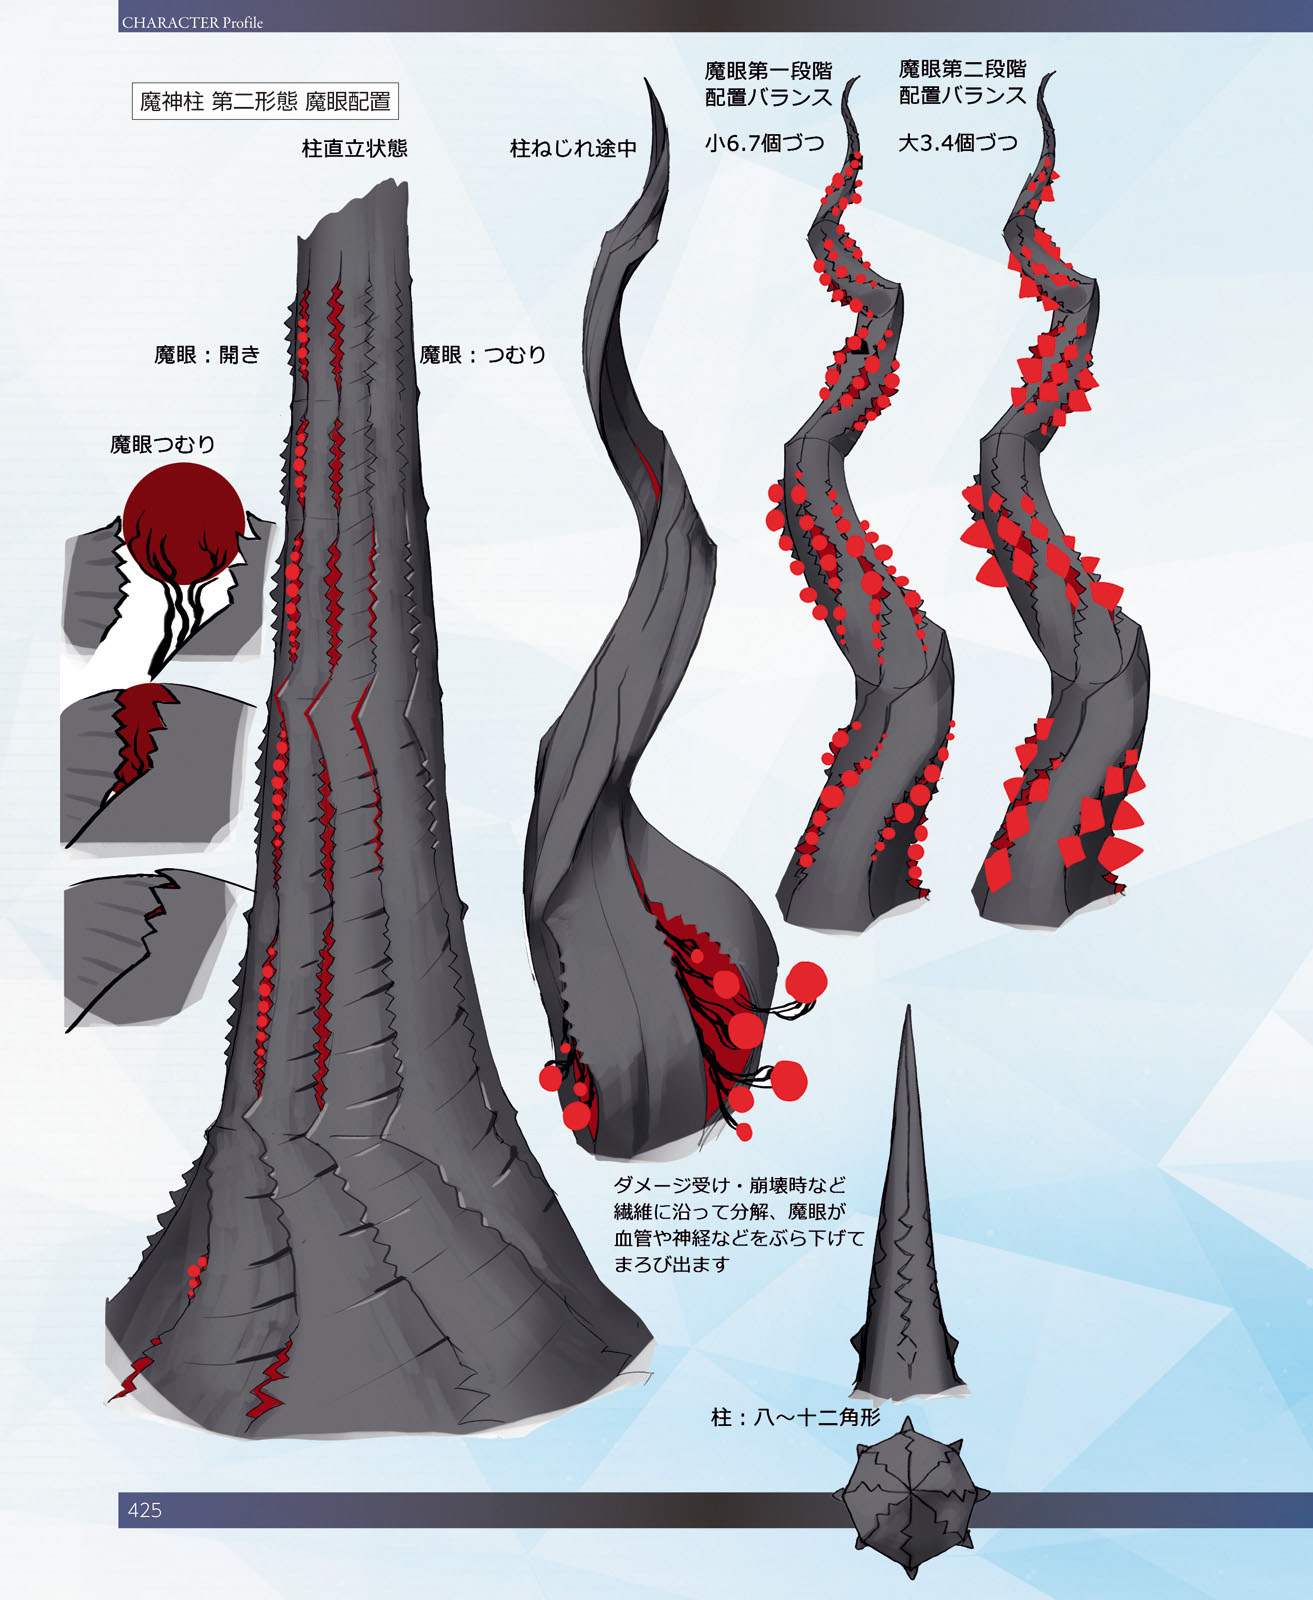 CHARACTER Profile
魔神柱 第二形態 魔眼配置
柱直立状態
柱ねじれ途中
魔眼第一段階
配置バランス
小6.7個づつ
魔眼第二段階
配置バランス
大3.4個づつ
魔眼：開き
魔眼：つむり
魔眼つむり
ダメージ受け・崩壊時など
繊維に沿って分解、魔眼が
血管や神経などをぶら下げて
まろび出ます
柱：八～十二角形
425